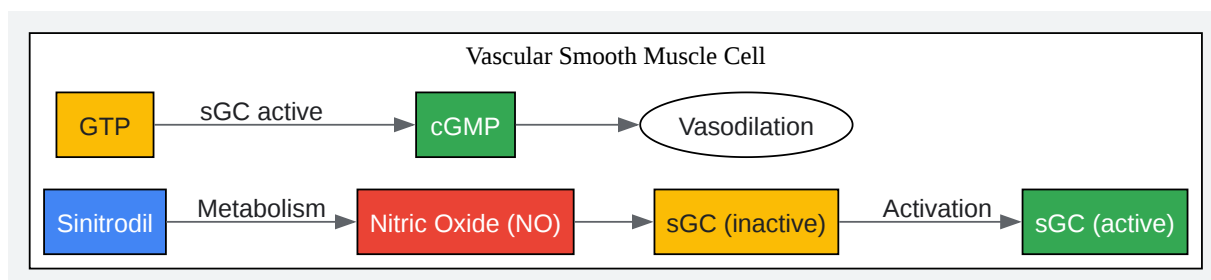 Vascular Smooth Muscle Cell
GTP
sGC active
cGMP
Vasodilation
Sinitrodil
Metabolism
Nitric Oxide (NO)
sGC (inactive)
Activation
sGC (active)